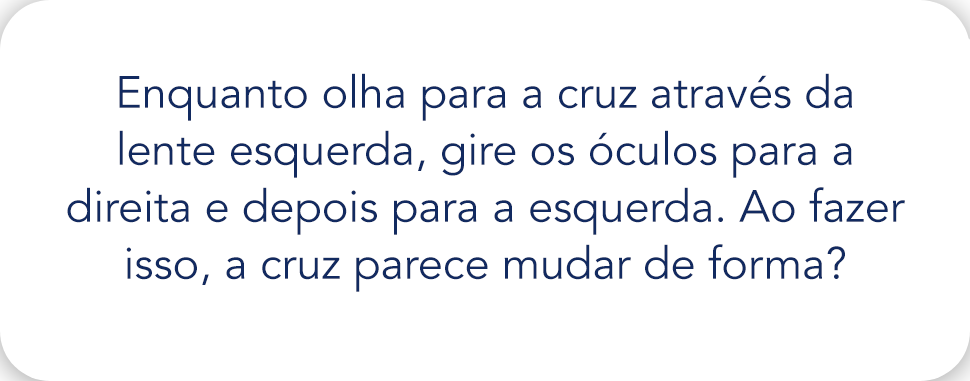 Enquanto olha para a cruz através da
lente esquerda, gire os óculos para a
direita e depois para a esquerda. Ao fazer
isso, a cruz parece mudar de forma?